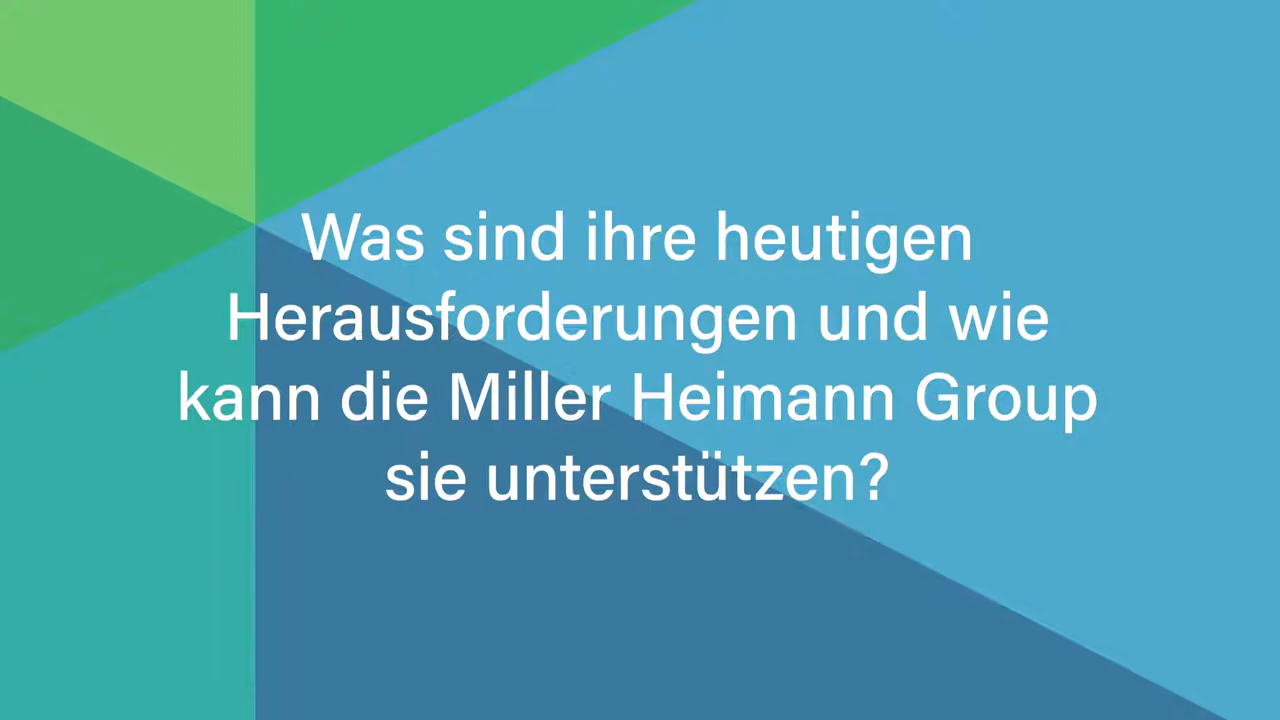 Was sind ihre heutigen
Herausforderungen und wie
kann die Miller Heimann Group
sie unterstützen?